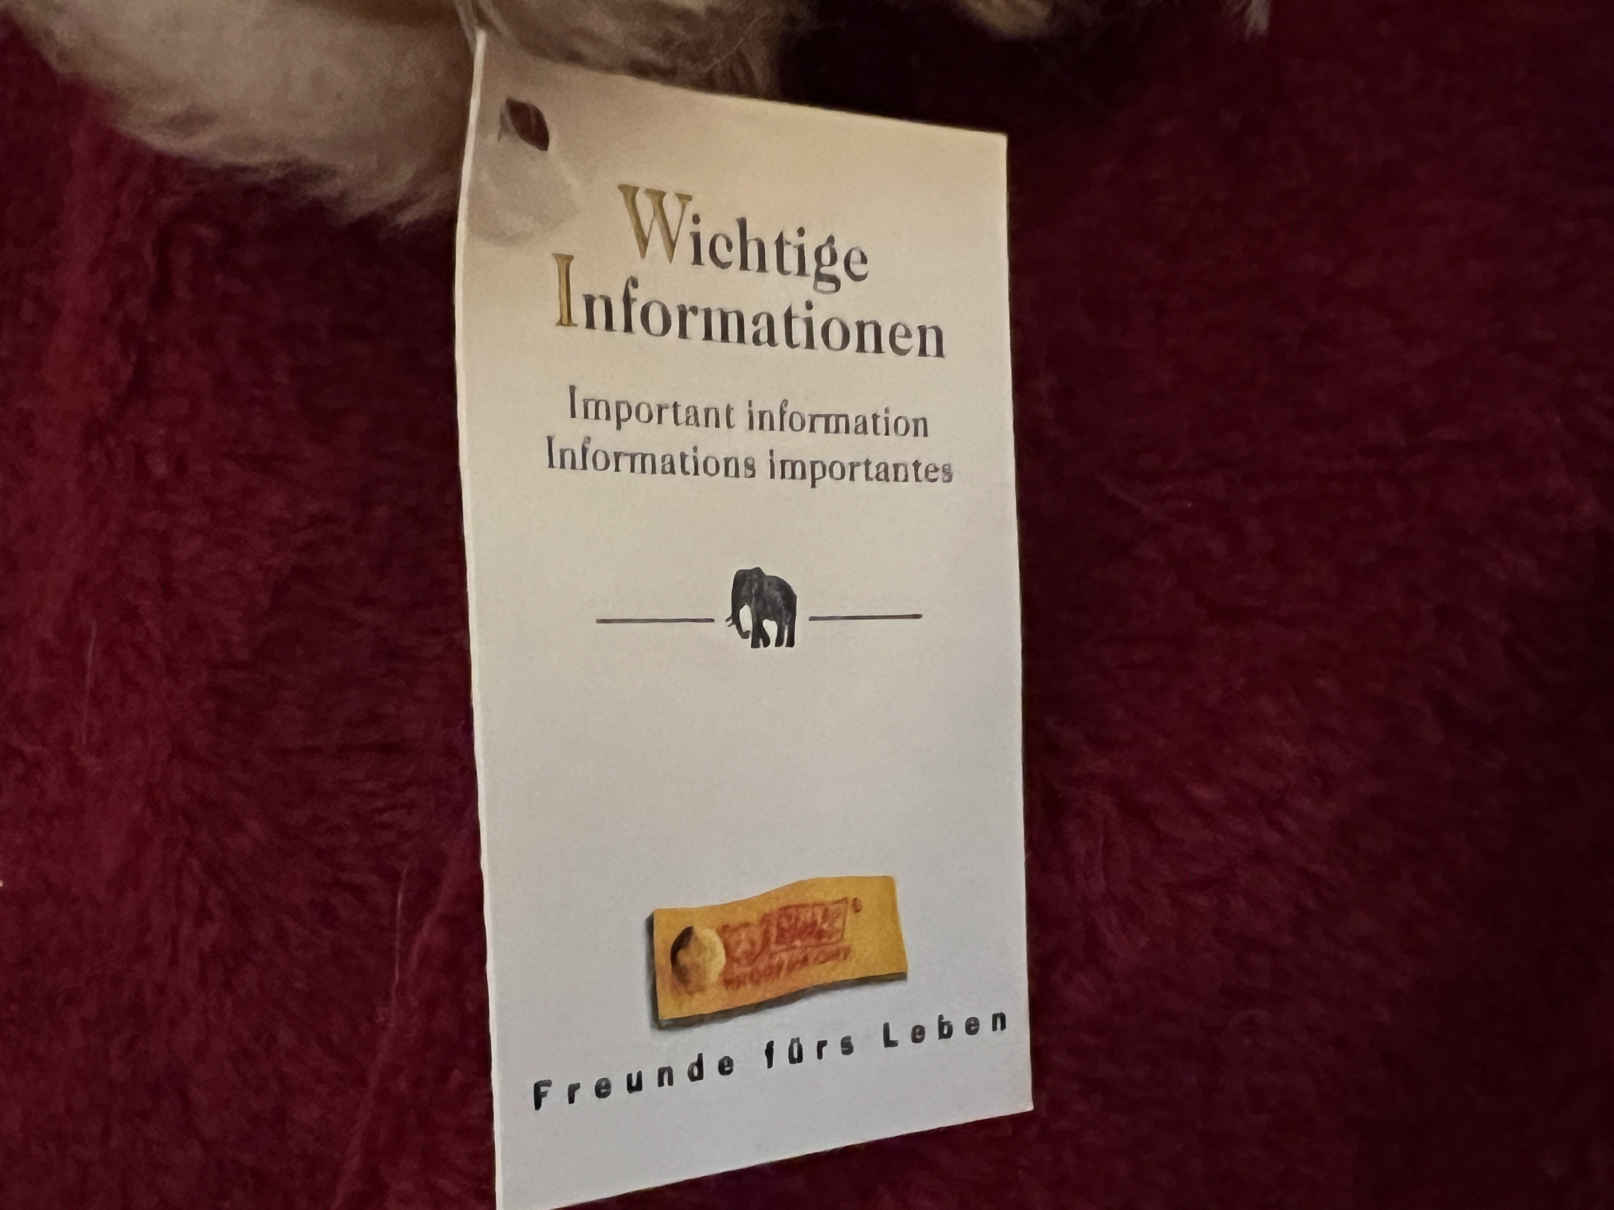 Wichtige
Informationen
Important information
Informations importantes
Freunde fürs Leben